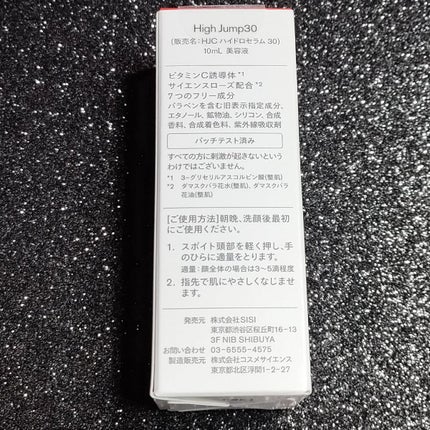 High Jump30
(販売名:HJC ハイドロセラム 30)
10mL 美容液
ビタミンC誘導体*1
サイエンスローズ配合*2
7つのフリー成分
パラベンを含む旧表示指定成分、
エタノール、鉱物油、シリコン、合成
香料、合成着色料、紫外線吸収剤
パッチテスト済み
すべての方に刺激が起きないという
わけではございません。
*1 3-グリセリルアスコルビン酸(整肌)
*2 ダマスクバラ花水(整肌)、ダマスクバラ
花油(整肌)
[ご使用方法]朝晩、洗顔後最初
にご使用ください。
1. スポイト頭部を軽く押し、手
のひらに適量をとります。
適量:顔全体の場合は3~5滴程度
2. 指先で肌にやさしくなじませ
ます。
発売元 株式会社SISI
東京都渋谷区桜丘町16-13
3F NIB SHIBUYA
お問い合わせ 03-6555-4575
製造販売元 株式会社コスメサイエンス
東京都北区浮間1-2-27